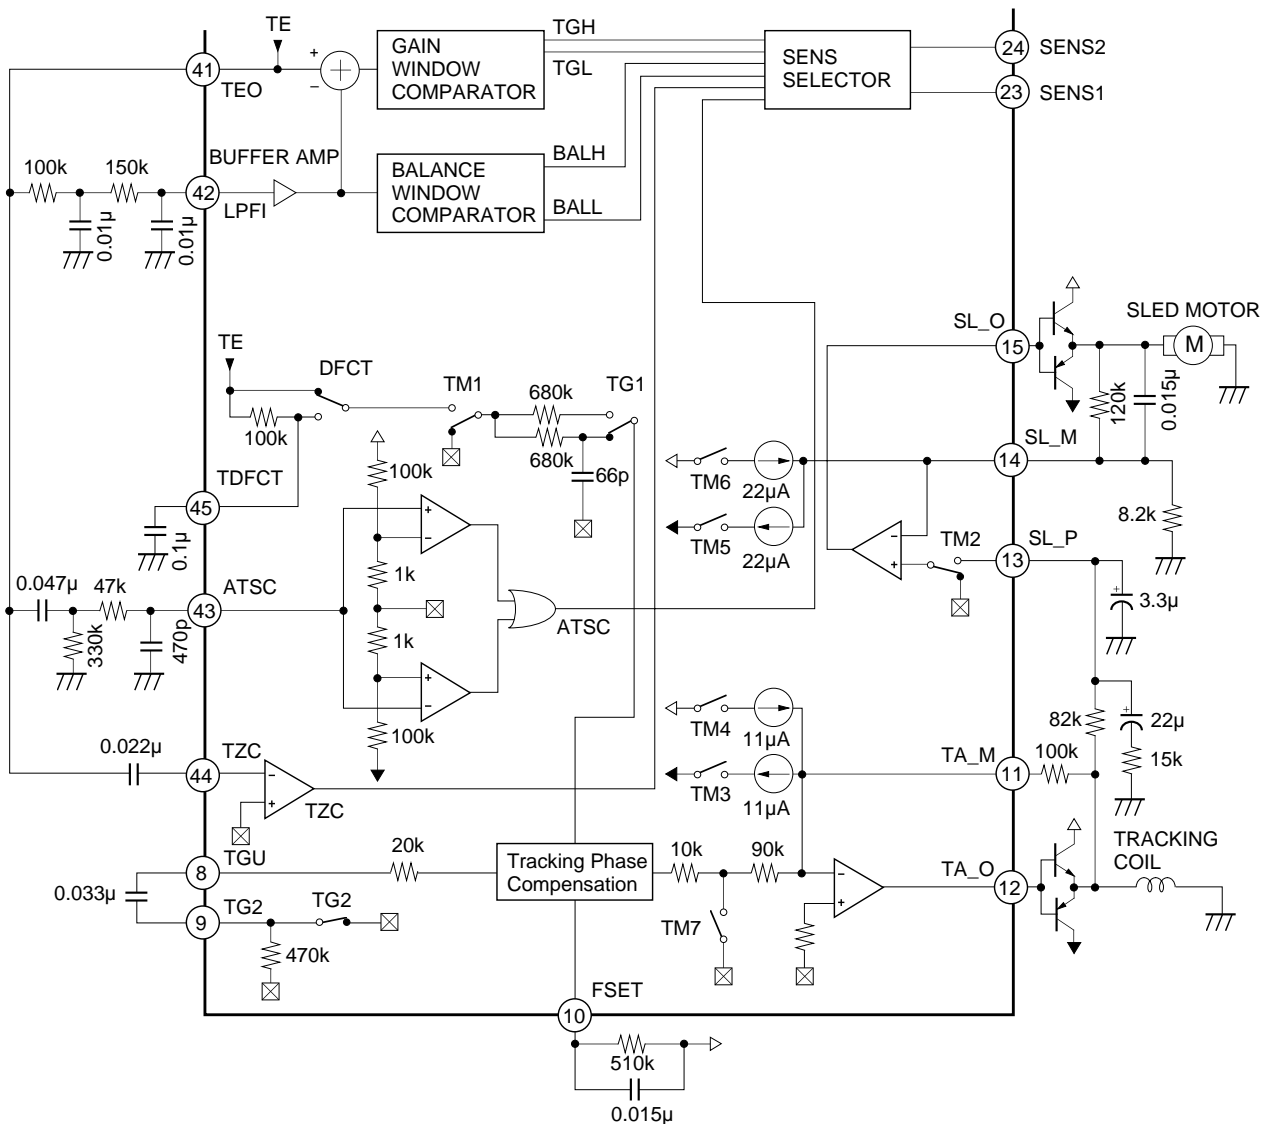 TE
TGH
TGL
GAIN
WINDOW
COMPARATOR
+
−
SENS
SELECTOR
24
SENS2
23
SENS1
41
TEO
100k
150k
BUFFER AMP
42
LPFI
0.01µ
0.01µ
BALANCE
WINDOW
COMPARATOR
BALH
BALL
TE
DFCT
TM1
TG1
680k
680k
66p
100k
TDFCT
45
0.1µ
100k
SL_O
15
SLED MOTOR
M
120k
0.015µ
SL_M
14
TM6
22µA
TM5
22µA
8.2k
TM2
SL_P
13
3.3µ
−
+
0.047µ
47k
ATSC
43
330k
470p
+
−
1k
1k
ATSC
+
−
100k
0.022µ
TZC
44
−
+
TZC
TM4
11µA
TM3
11µA
TA_M
11
100k
82k
22µ
15k
TGU
8
20k
Tracking Phase
Compensation
10k
90k
−
+
TA_O
12
TRACKING
COIL
0.033µ
9
TG2
TG2
470k
TM7
FSET
10
510k
0.015µ